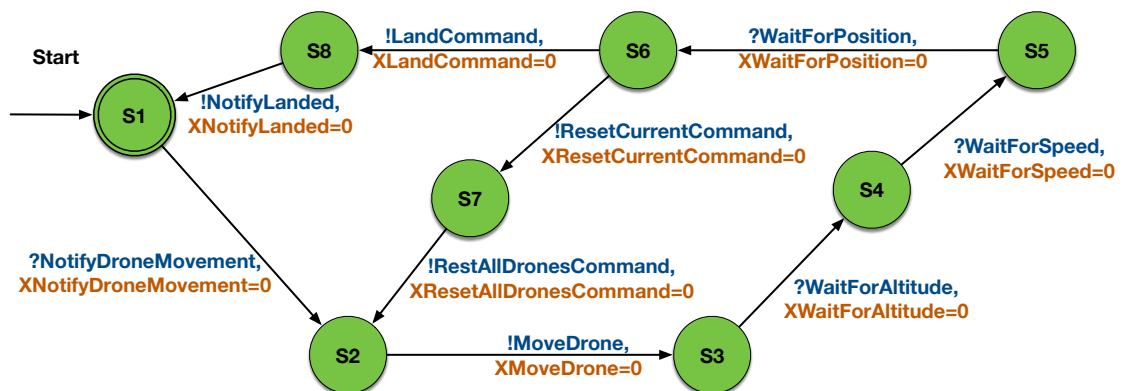 Start
S1
S8
!LandCommand,
XLandCommand=0
S6
?WaitForPosition,
XWaitForPosition=0
S5
!NotifyLanded,
XNotifyLanded=0
!ResetCurrentCommand,
XResetCurrentCommand=0
?WaitForSpeed,
XWaitForSpeed=0
S7
S4
?NotifyDroneMovement,
XNotifyDroneMovement=0
!RestAllDronesCommand,
XResetAllDronesCommand=0
?WaitForAltitude,
XWaitForAltitude=0
S2
!MoveDrone,
XMoveDrone=0
S3